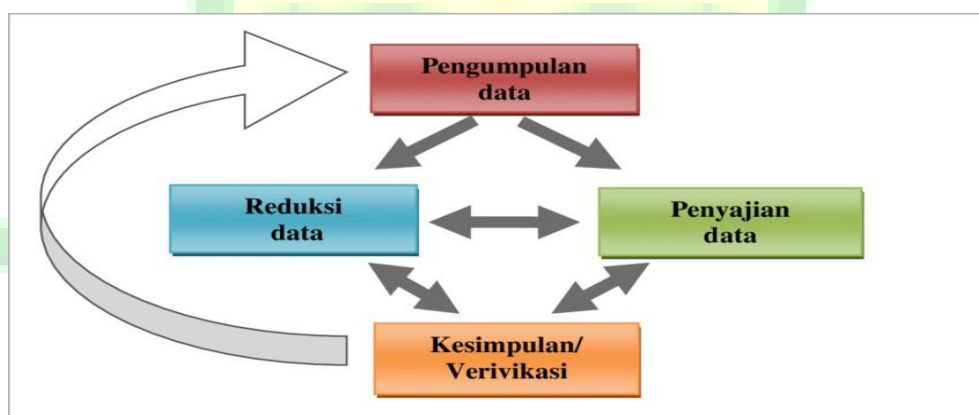 Pengumpulan
data
Reduksi
data
Penyajian
data
Kesimpulan/
Verivikasi